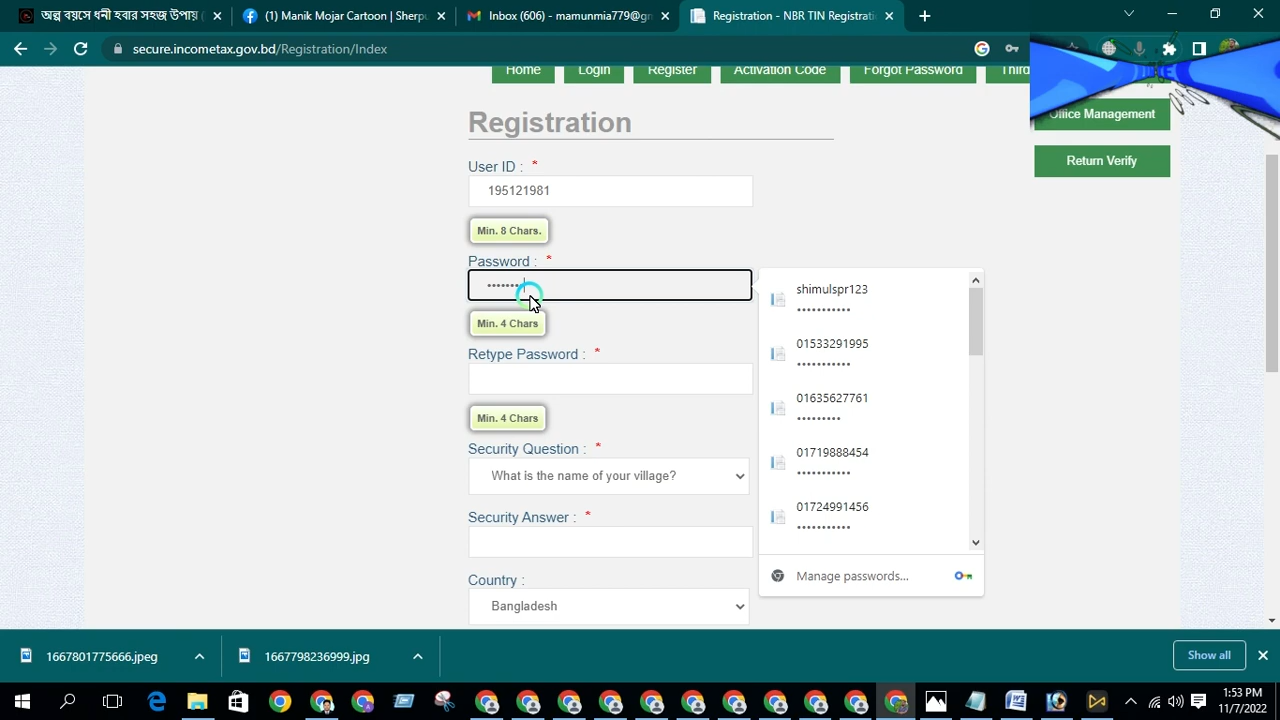 অল্প বয়সে ধনী হবার সহজ উপায় (
(1) Manik Mojar Cartoon | Sherpu
Inbox (606) - mamunmia779@gm
Registration - NBR TIN Registrati
secure.incometax.gov.bd/Registration/Index
Home
Login
Register
Activation Code
Forgot Password
Third
Office Management
Return Verify
Registration
User ID : *
195121981
Min. 8 Chars.
Password : *
•••••••
Min. 4 Chars
Retype Password : *
Min. 4 Chars
Security Question : *
What is the name of your village?
Security Answer : *
Country :
Bangladesh
shimulspr123
•••••••••••
01533291995
•••••••••••
01635627761
•••••••••
01719888454
•••••••••••
01724991456
•••••••••••
Manage passwords...
1667801775666.jpeg
1667798236999.jpg
Show all
1:53 PM
11/7/2022